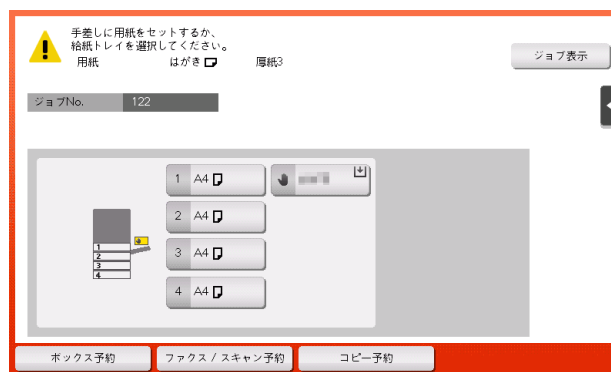 手差しに用紙をセットするか、
給紙トレイを選択してください。
用紙 はがき 厚紙3
ジョブ表示
ジョブNo. 122
1 A4
2 A4
3 A4
4 A4
1
2
3
4
ボックス予約 ファクス / スキャン予約 コピー予約